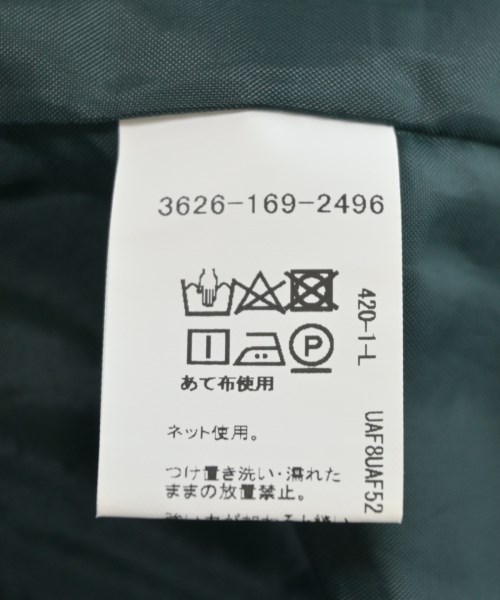 3626-169-2496
P
あて布使用
ネット使用。
つけ置き洗い・濡れた
ままの放置禁止。
420-1-L
UAF8UAF52